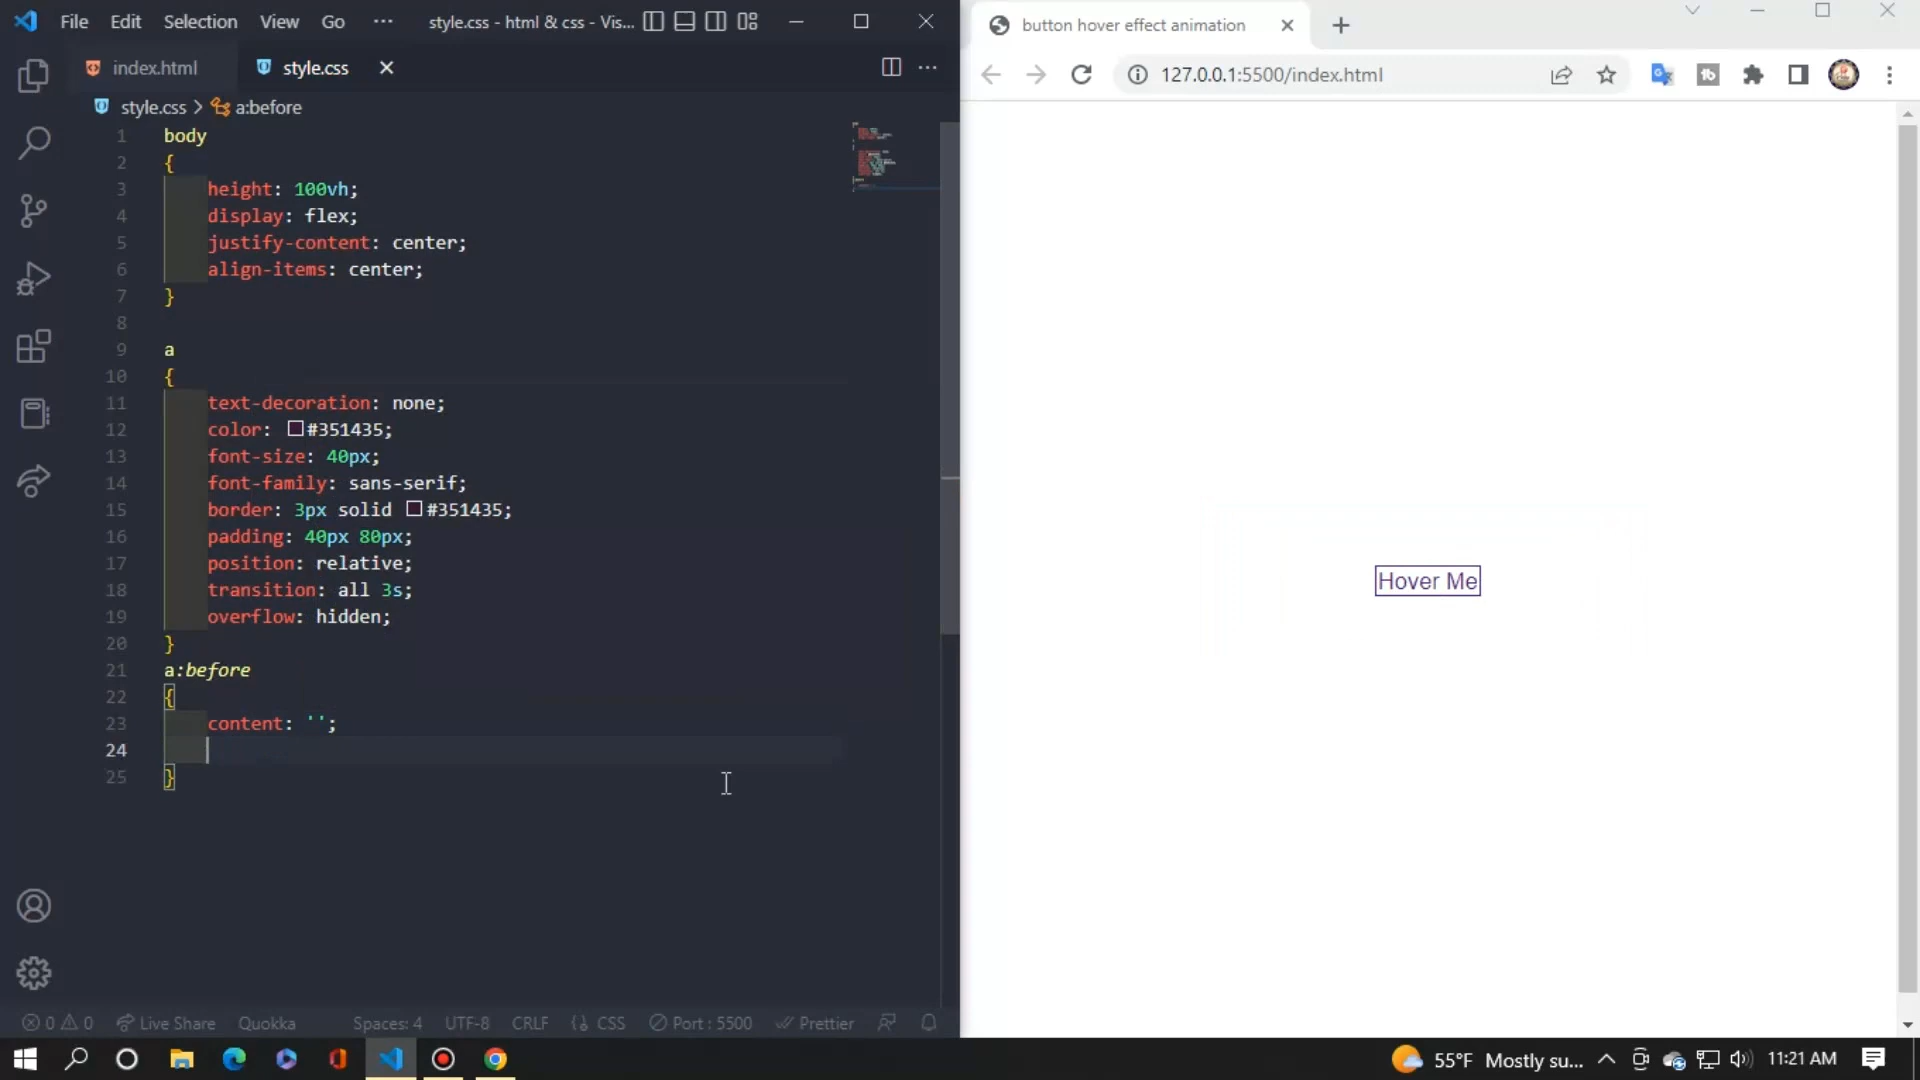 File Edit Selection View Go ··· style.css - html & css - Vis...
index.html style.css
style.css > a:before
1 body
2 {
3 height: 100vh;
4 display: flex;
5 justify-content: center;
6 align-items: center;
7 }
8
9 a
10 {
11 text-decoration: none;
12 color: #351435;
13 font-size: 40px;
14 font-family: sans-serif;
15 border: 3px solid #351435;
16 padding: 40px 80px;
17 position: relative;
18 transition: all 3s;
19 overflow: hidden;
20 }
21 a:before
22 {
23 content: '';
24
25 }
0 0 Live Share Quokka Spaces: 4 UTF-8 CRLF {} CSS Port : 5500 Prettier
button hover effect animation
127.0.0.1:5500/index.html
Hover Me
55°F Mostly su... 11:21 AM